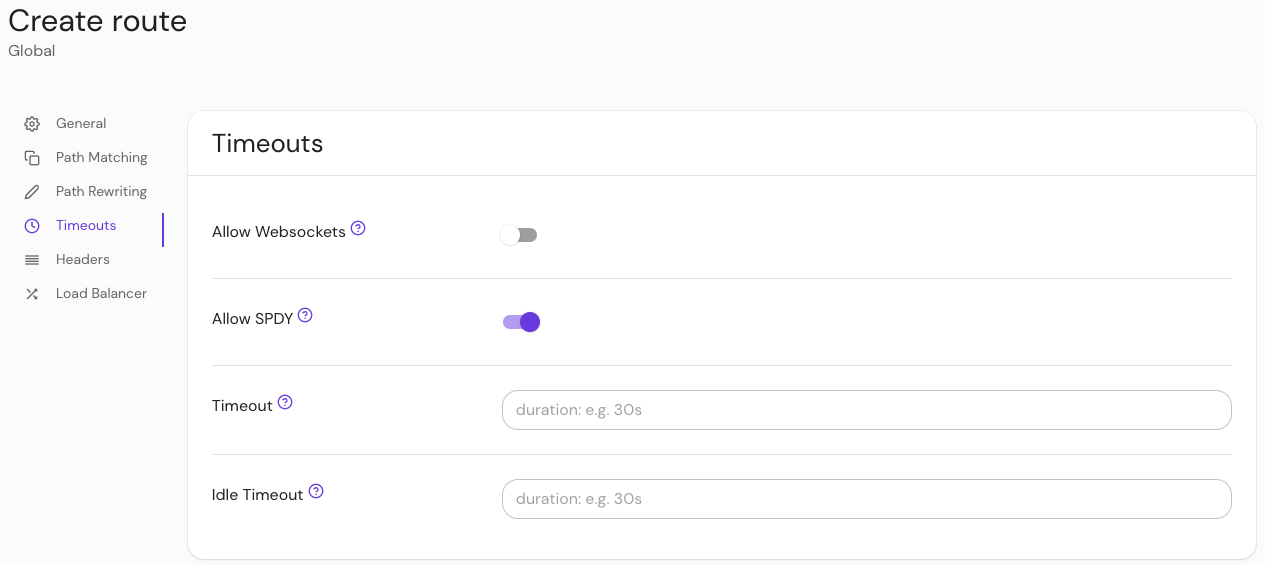 Create route
Global
General
Path Matching
Path Rewriting
Timeouts
Headers
Load Balancer
Timeouts
Allow Websockets ?
Allow SPDY ?
Timeout ?
duration: e.g. 30s
Idle Timeout ?
duration: e.g. 30s